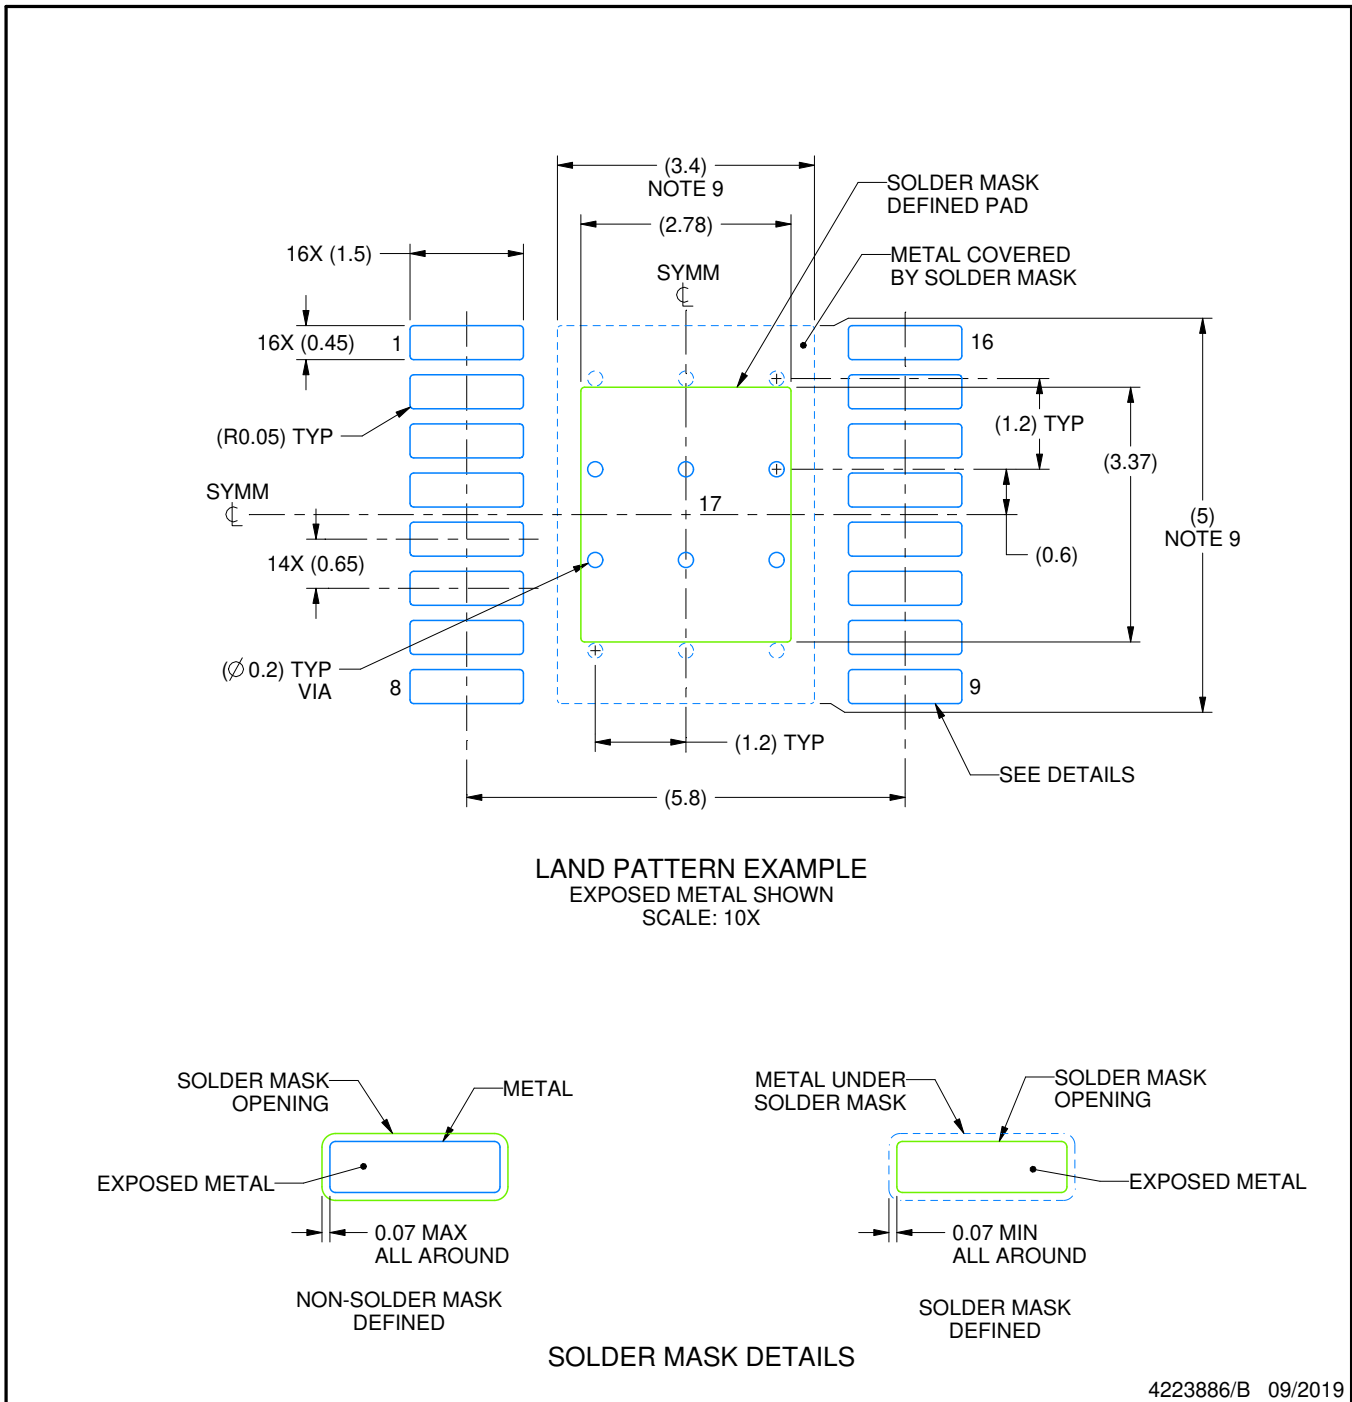 (3.4)
NOTE 9
SOLDER MASK
DEFINED PAD
(2.78)
16X (1.5)
METAL COVERED
BY SOLDER MASK
SYMM
℄
16X (0.45)
1
16
(1.2) TYP
(R0.05) TYP
(3.37)
SYMM
℄
17
(5)
NOTE 9
14X (0.65)
(0.6)
(Ø 0.2) TYP
VIA
8
9
(1.2) TYP
SEE DETAILS
(5.8)
LAND PATTERN EXAMPLE
EXPOSED METAL SHOWN
SCALE: 10X
SOLDER MASK
OPENING
METAL
EXPOSED METAL
0.07 MAX
ALL AROUND
NON-SOLDER MASK
DEFINED
METAL UNDER
SOLDER MASK
SOLDER MASK
OPENING
EXPOSED METAL
0.07 MIN
ALL AROUND
SOLDER MASK
DEFINED
SOLDER MASK DETAILS
4223886/B 09/2019